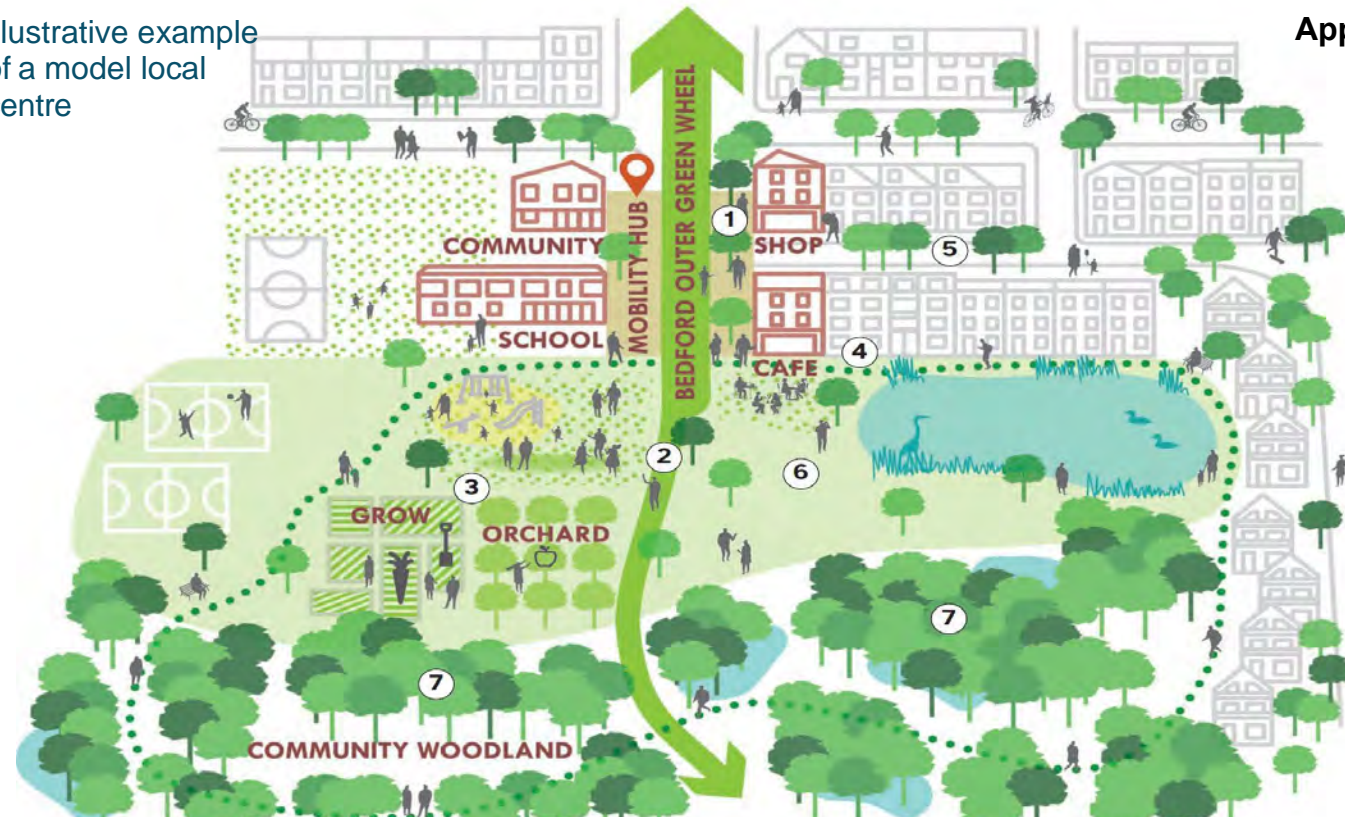 llustrative example
of a model local
entre
App
BEDFORD OUTER GREEN WHEEL
MOBILITY HUB
COMMUNITY
1
SHOP
5
SCHOOL
4
CAFE
2
6
3
GROW
ORCHARD
7
7
COMMUNITY WOODLAND